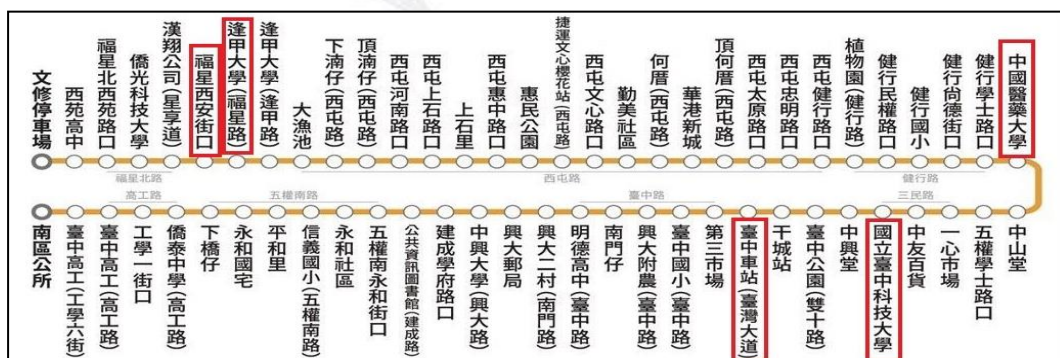 文修停車場
西苑高中
福星北西苑路口
僑光科技大學
漢翔公司(星享道)
福星西安街口
逢甲大學(福星路)
逢甲大學(逢甲路)
大漁池
下湳仔(西屯路)
頂湳仔(西屯路)
西屯河南路口
西屯上石路口
上石里
西屯惠中路口
惠民公園
捷運文心櫻花站(西屯路)
西屯文心路口
勤美社區
何厝(西屯路)
華港新城
頂何厝(西屯路)
西屯太原路口
西屯忠明路口
西屯健行路口
植物園(健行路)
健行民權路口
健行國小
健行尚德街口
健行學士路口
中國醫藥大學
福星北路
西屯路
健行路
高工路
五權南路
臺中路
三民路
南區公所
臺中高工(工學六街)
臺中高工(高工路)
工學一街口
僑泰中學(高工路)
下橋仔
永和國宅
平和里
信義國小(五權南路)
永和社區
五權南永和街口
公共資訊圖書館(建成路)
建成學府路口
中興大學(興大路)
興大郵局
興大二村(南門路)
明德高中(臺中路)
南門仔
興大附農(臺中路)
臺中國小(臺中路)
第三市場
臺中車站(臺灣大道)
干城站
臺中公園(雙十路)
中興堂
國立臺中科技大學
中友百貨
一心市場
五權學士路口
中山堂